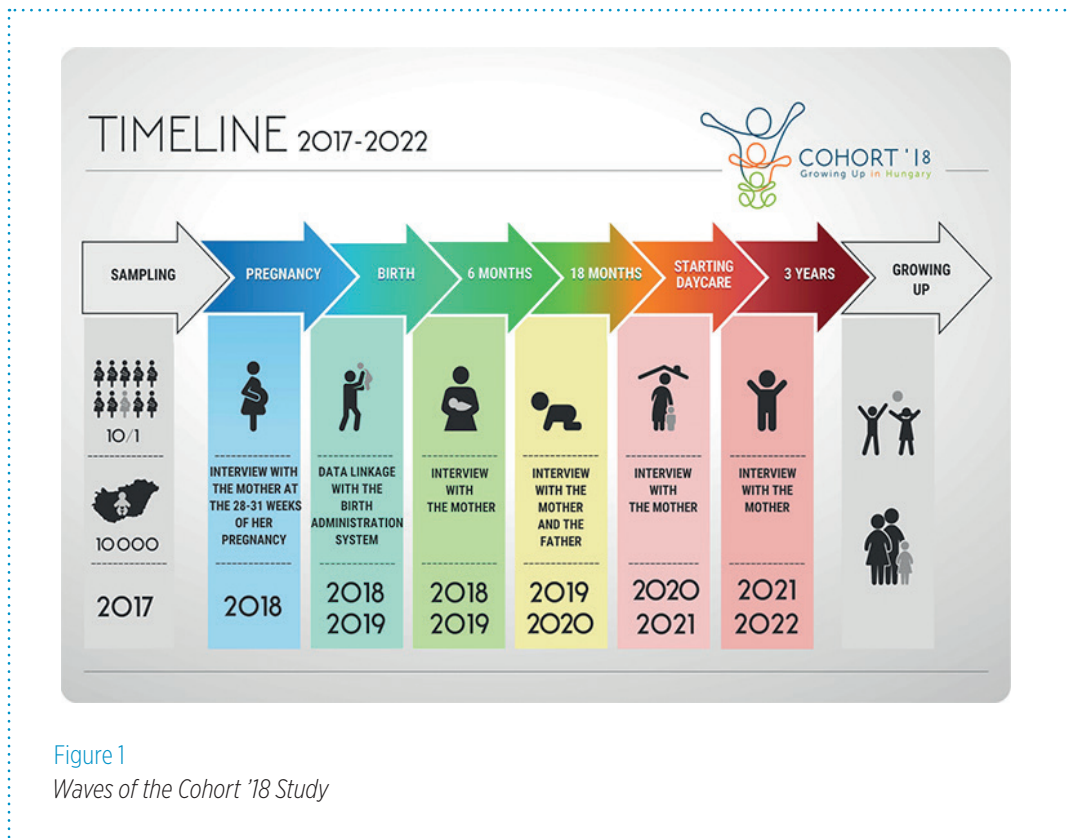 TIMELINE 2017-2022
COHORT '18
Growing Up in Hungary
SAMPLING
PREGNANCY
BIRTH
6 MONTHS
18 MONTHS
STARTING
DAYCARE
3 YEARS
GROWING
UP
10/1
10000
2017
INTERVIEW WITH
THE MOTHER AT
THE 28-31 WEEKS
OF HER
PREGNANCY
2018
DATA LINKAGE
WITH THE
BIRTH
ADMINISTRATION
SYSTEM
2018
2019
INTERVIEW
WITH
THE MOTHER
2018
2019
INTERVIEW
WITH THE
MOTHER
AND THE
FATHER
2019
2020
INTERVIEW
WITH
THE MOTHER
2020
2021
INTERVIEW
WITH THE
MOTHER
2021
2022
Figure 1
Waves of the Cohort ’18 Study